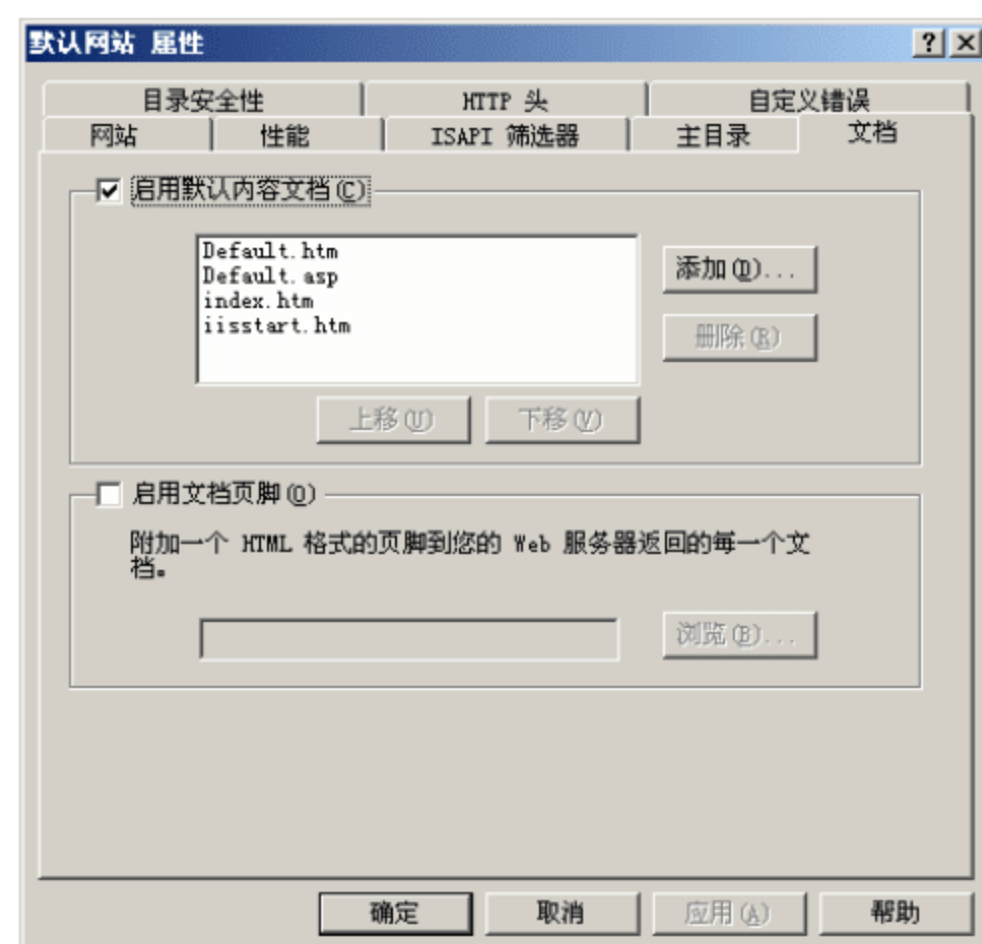 默认网站 属性
目录安全性 HTTP 头 自定义错误
网站 性能 ISAPI 筛选器 主目录 文档
启用默认内容文档(C)
Default.htm
Default.asp
index.htm
iisstart.htm
添加(D)...
删除(R)
上移(U) 下移(V)
启用文档页脚(O)
附加一个 HTML 格式的页脚到您的 Web 服务器返回的每一个文
档。
浏览(B)...
确定 取消 应用(A) 帮助